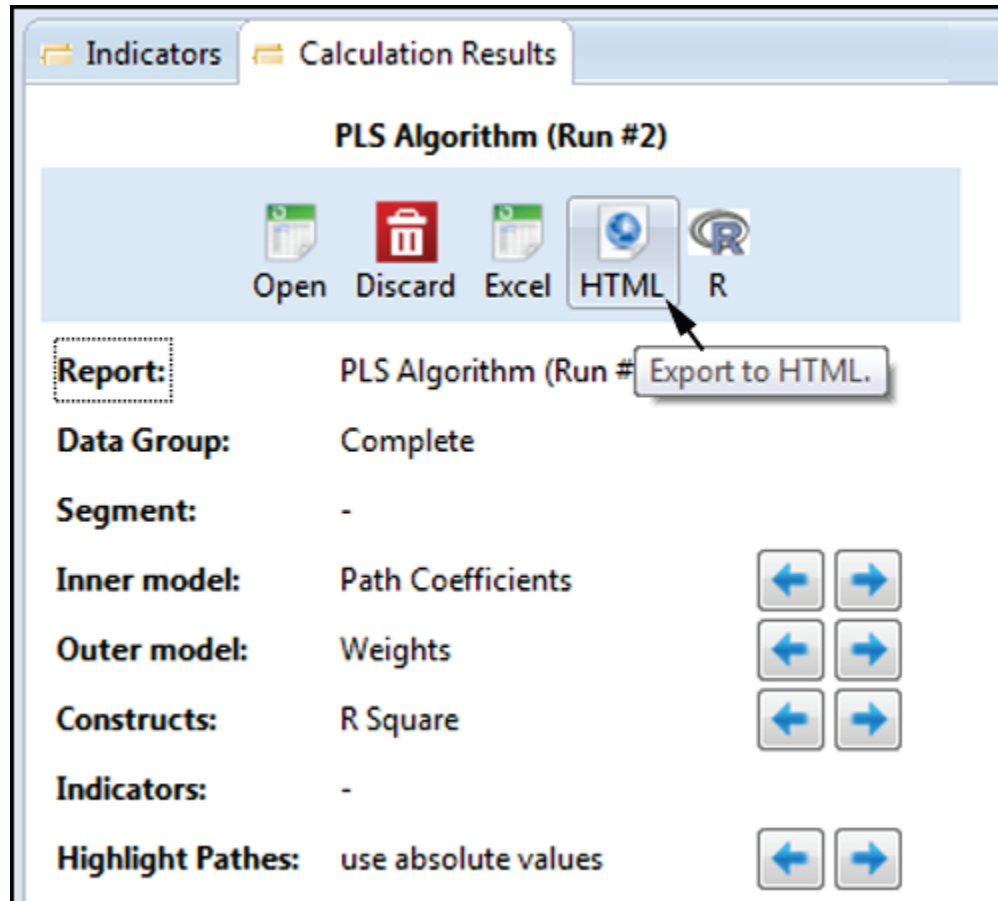 Indicators Calculation Results
PLS Algorithm (Run #2)
Open Discard Excel HTML R
Report: PLS Algorithm (Run # Export to HTML.
Data Group: Complete
Segment: -
Inner model: Path Coefficients
Outer model: Weights
Constructs: R Square
Indicators: -
Highlight Pathes: use absolute values